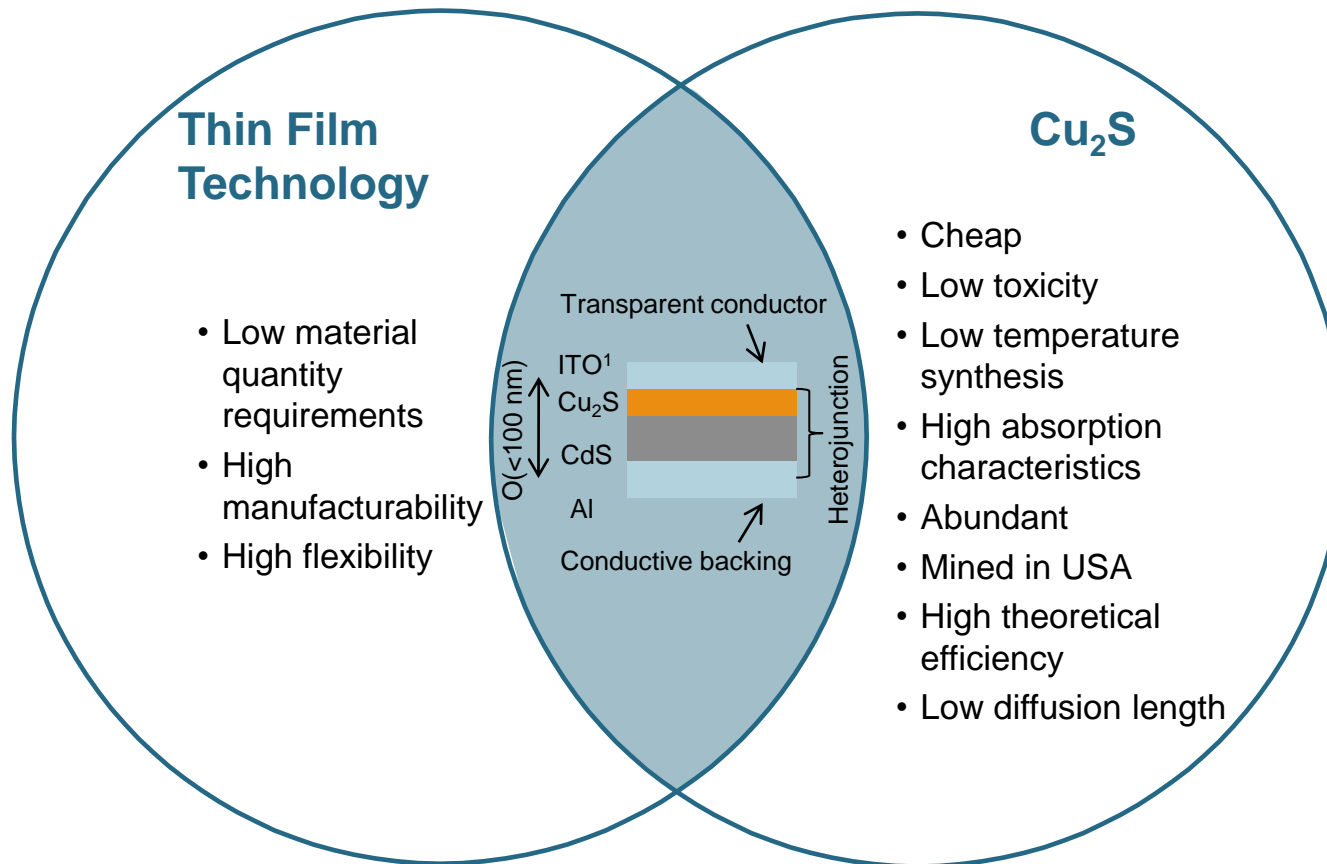 Thin Film
Technology
• Low material
quantity
requirements
• High
manufacturability
• High flexibility
Transparent conductor
ITO¹
Cu₂S
CdS
Al
O(<100 nm)
Heterojunction
Conductive backing
Cu₂S
• Cheap
• Low toxicity
• Low temperature
synthesis
• High absorption
characteristics
• Abundant
• Mined in USA
• High theoretical
efficiency
• Low diffusion length